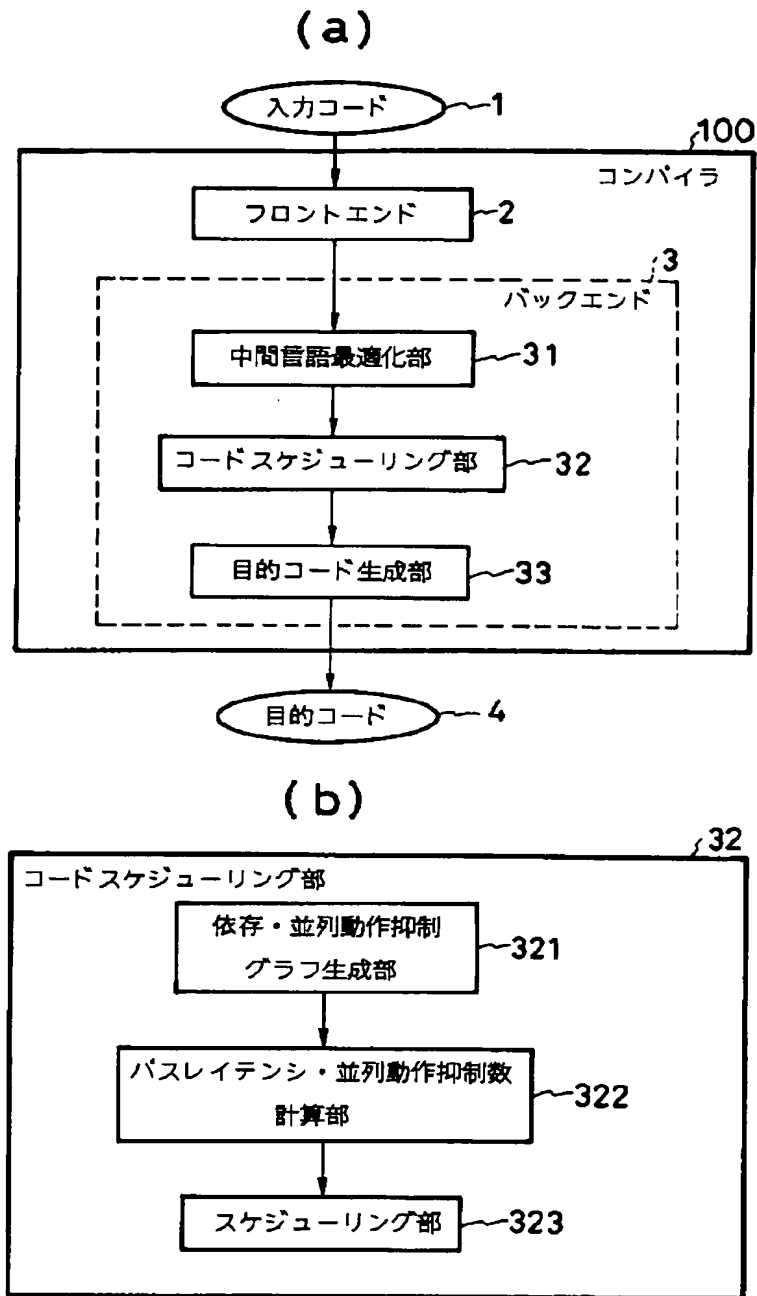 (a)
入力コード
1
100
コンパイラ
フロントエンド
2
3
バックエンド
中間言語最適化部
31
コードスケジューリング部
32
目的コード生成部
33
目的コード
4
(b)
32
コードスケジューリング部
依存・並列動作抑制
グラフ生成部
321
パスレイテンシ・並列動作抑制数
計算部
322
スケジューリング部
323